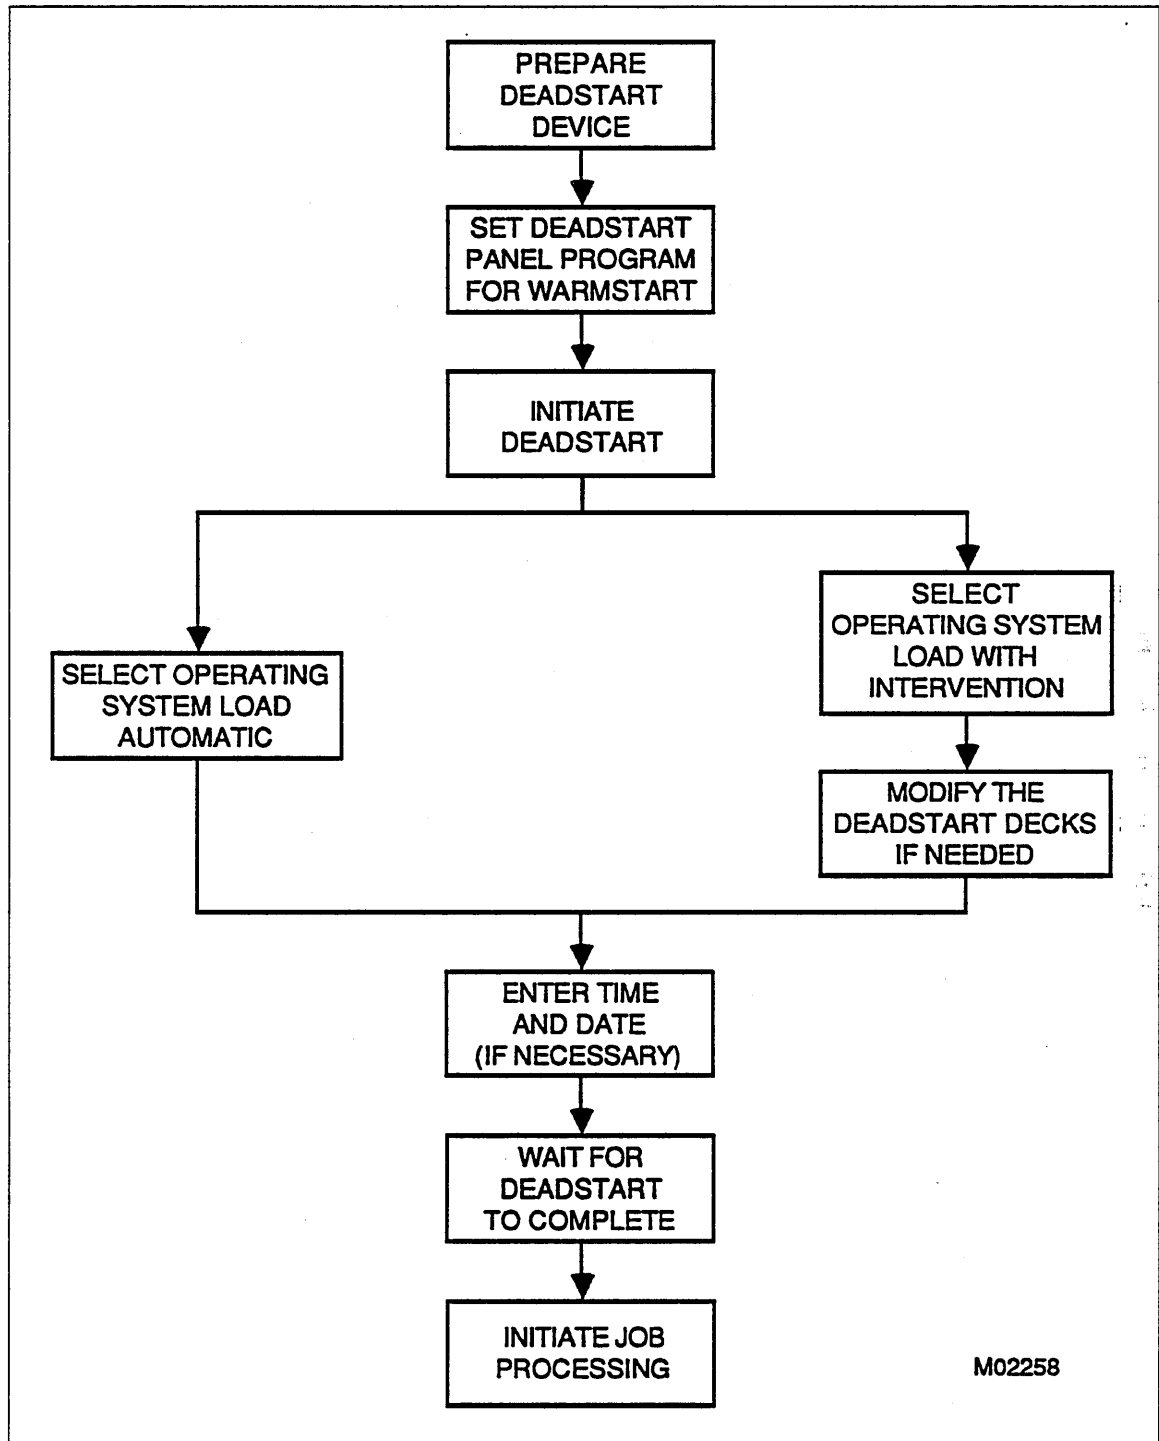 PREPARE
DEADSTART
DEVICE
SET DEADSTART
PANEL PROGRAM
FOR WARMSTART
INITIATE
DEADSTART
SELECT OPERATING
SYSTEM LOAD
AUTOMATIC
SELECT
OPERATING SYSTEM
LOAD WITH
INTERVENTION
MODIFY THE
DEADSTART DECKS
IF NEEDED
ENTER TIME
AND DATE
(IF NECESSARY)
WAIT FOR
DEADSTART
TO COMPLETE
INITIATE JOB
PROCESSING
M02258